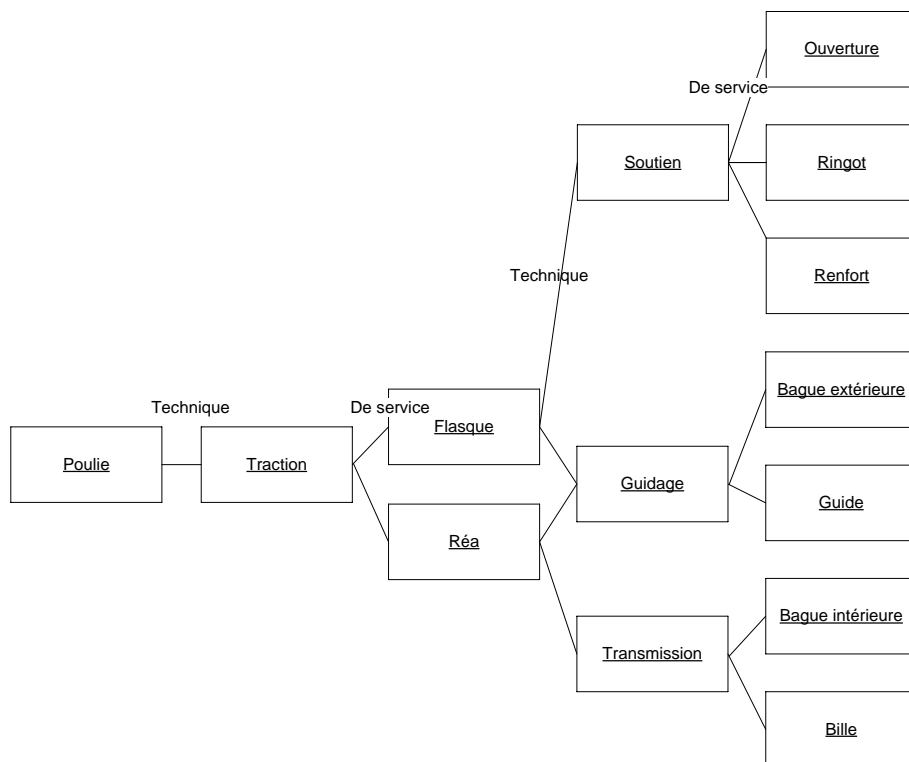 Ouverture
De service
Soutien
Ringot
Technique
Renfort
Bague extérieure
Technique
De service
Flasque
Poulie
Traction
Guidage
Guide
Réa
Bague intérieure
Transmission
Bille